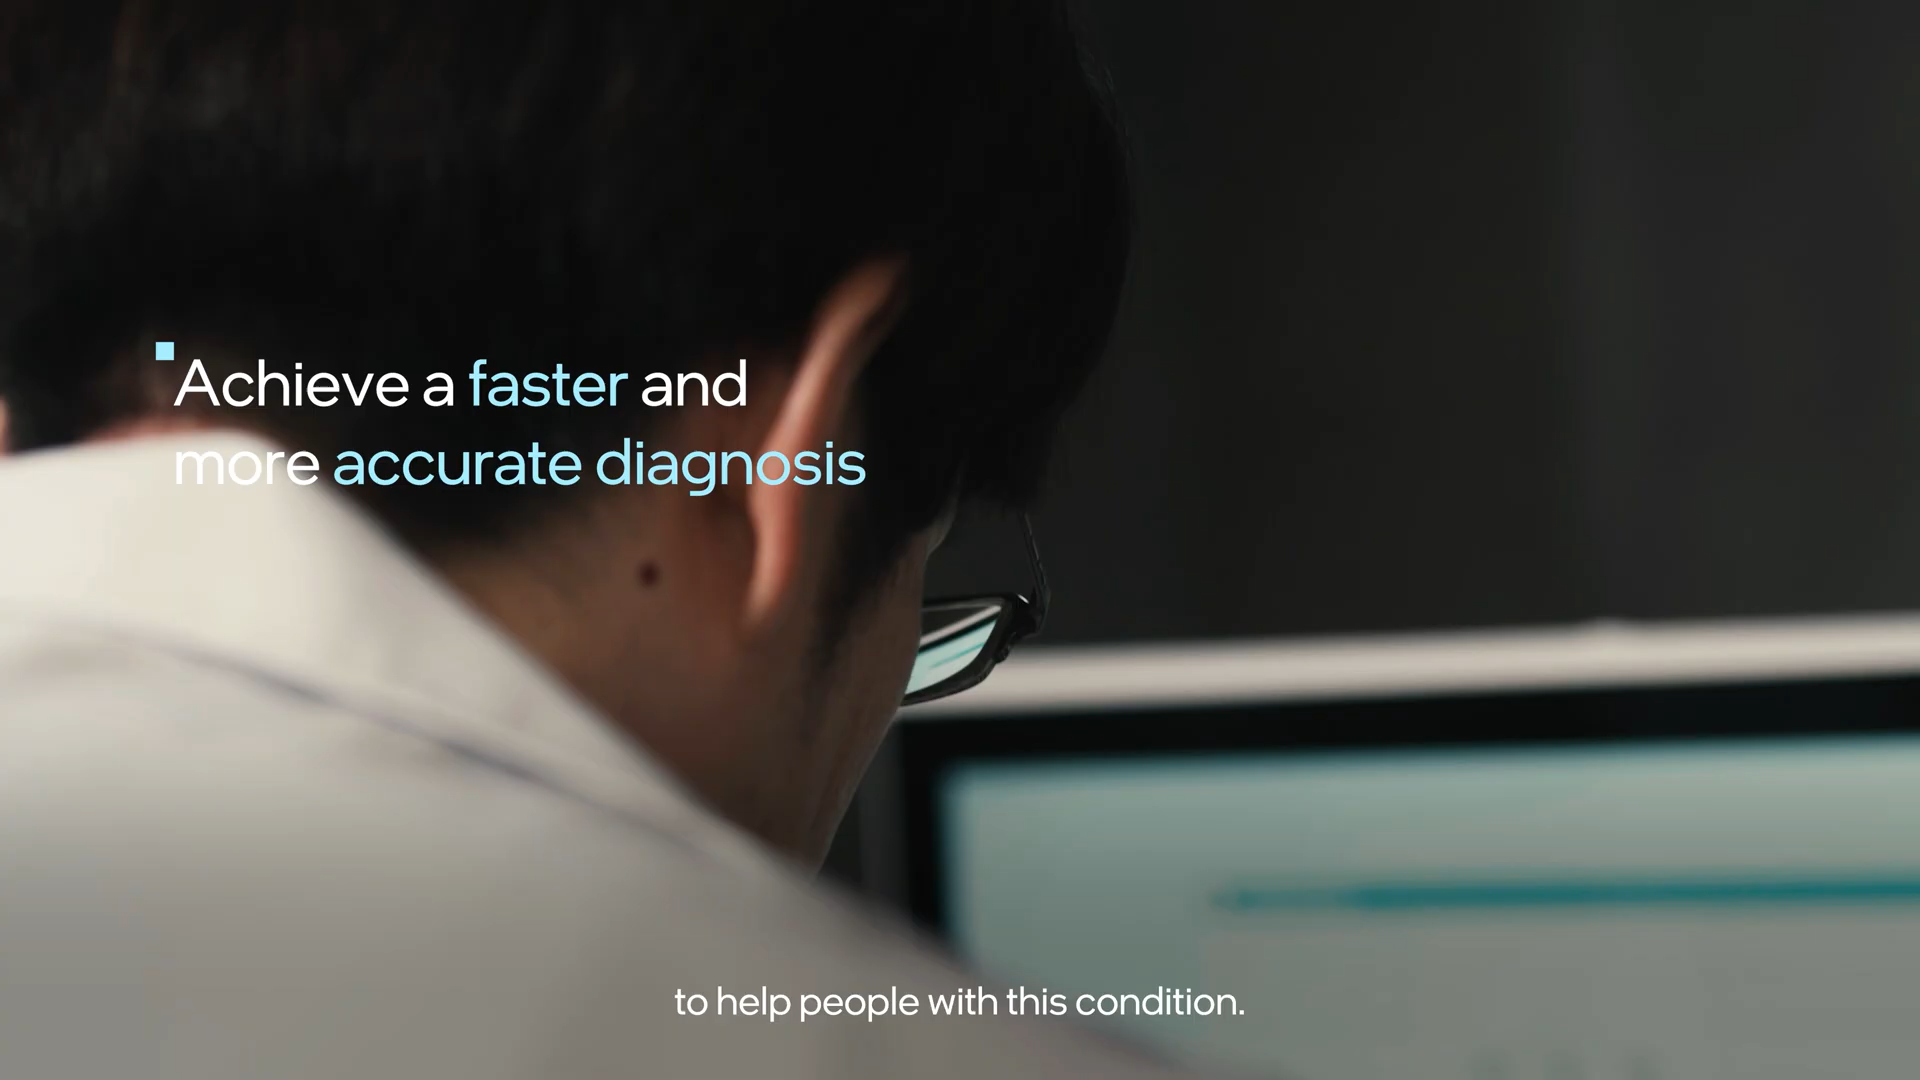 Achieve a faster and
more accurate diagnosis
to help people with this condition.